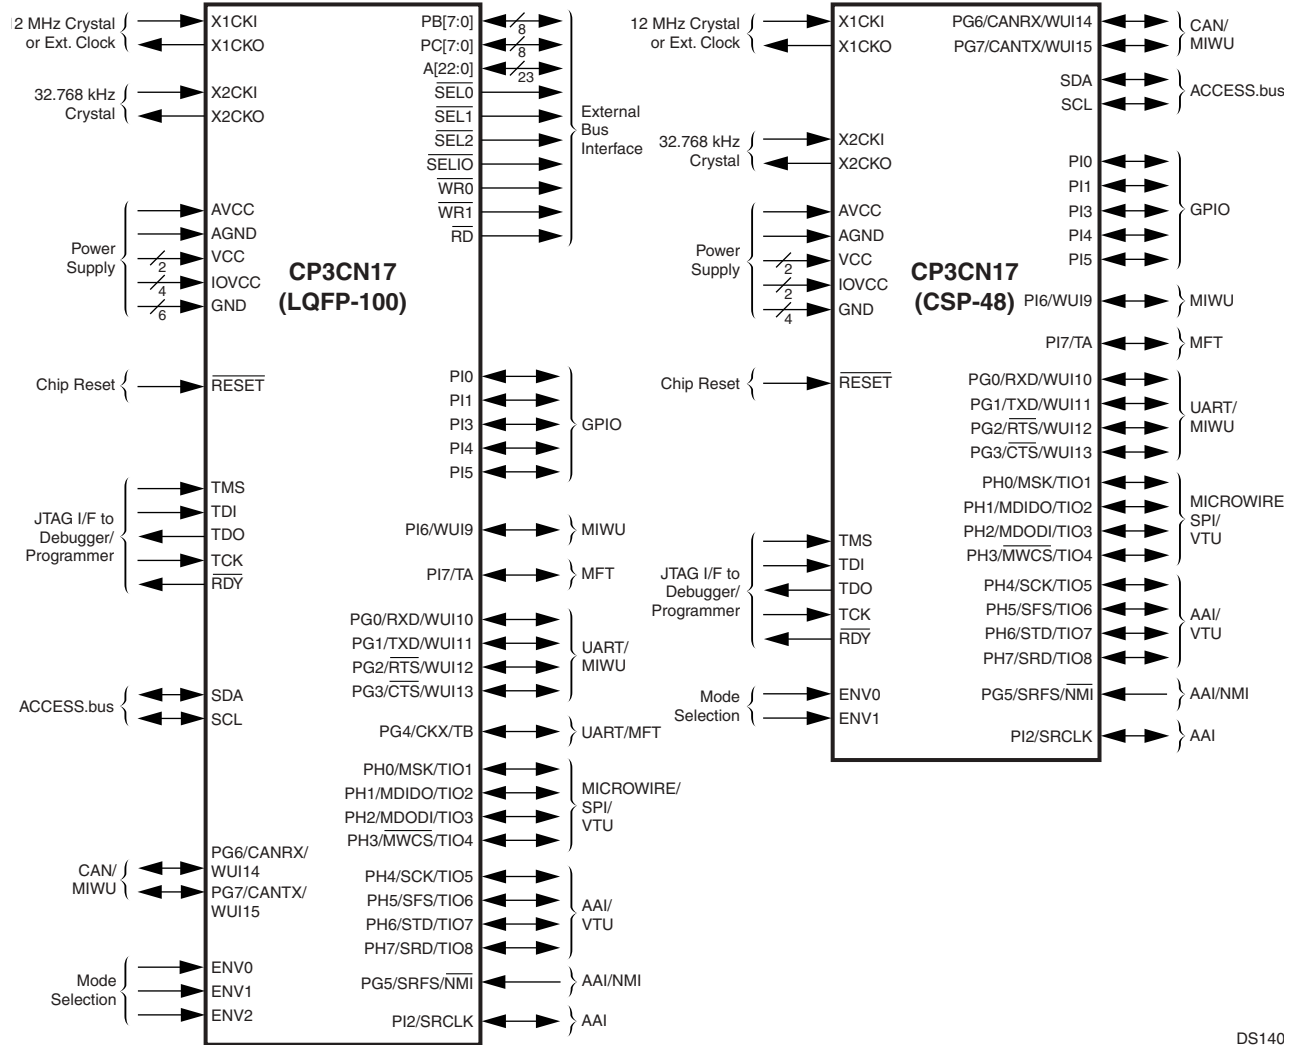 12 MHz Crystal
or Ext. Clock
X1CKI
X1CKO
32.768 kHz
Crystal
X2CKI
X2CKO
Power
Supply
AVCC
AGND
VCC
2
IOVCC
4
GND
6
Chip Reset
RESET
JTAG I/F to
Debugger/
Programmer
TMS
TDI
TDO
TCK
RDY
ACCESS.bus
SDA
SCL
CAN/
MIWU
PG6/CANRX/
WUI14
PG7/CANTX/
WUI15
Mode
Selection
ENV0
ENV1
ENV2
CP3CN17
(LQFP-100)
PB[7:0]
8
PC[7:0]
8
A[22:0]
23
SEL0
SEL1
SEL2
SELIO
WR0
WR1
RD
External
Bus
Interface
PI0
PI1
PI3
PI4
PI5
GPIO
PI6/WUI9
MIWU
PI7/TA
MFT
PG0/RXD/WUI10
PG1/TXD/WUI11
PG2/RTS/WUI12
PG3/CTS/WUI13
UART/
MIWU
PG4/CKX/TB
UART/MFT
PH0/MSK/TIO1
PH1/MDIDO/TIO2
PH2/MDODI/TIO3
PH3/MWCS/TIO4
MICROWIRE/
SPI/
VTU
PH4/SCK/TIO5
PH5/SFS/TIO6
PH6/STD/TIO7
PH7/SRD/TIO8
AAI/
VTU
PG5/SRFS/NMI
AAI/NMI
PI2/SRCLK
AAI
12 MHz Crystal
or Ext. Clock
X1CKI
X1CKO
32.768 kHz
Crystal
X2CKI
X2CKO
Power
Supply
AVCC
AGND
VCC
2
IOVCC
2
GND
4
Chip Reset
RESET
JTAG I/F to
Debugger/
Programmer
TMS
TDI
TDO
TCK
RDY
Mode
Selection
ENV0
ENV1
CP3CN17
(CSP-48)
PG6/CANRX/WUI14
PG7/CANTX/WUI15
CAN/
MIWU
SDA
SCL
ACCESS.bus
PI0
PI1
PI3
PI4
PI5
GPIO
PI6/WUI9
MIWU
PI7/TA
MFT
PG0/RXD/WUI10
PG1/TXD/WUI11
PG2/RTS/WUI12
PG3/CTS/WUI13
UART/
MIWU
PH0/MSK/TIO1
PH1/MDIDO/TIO2
PH2/MDODI/TIO3
PH3/MWCS/TIO4
MICROWIRE
SPI/
VTU
PH4/SCK/TIO5
PH5/SFS/TIO6
PH6/STD/TIO7
PH7/SRD/TIO8
AAI/
VTU
PG5/SRFS/NMI
AAI/NMI
PI2/SRCLK
AAI
DS140